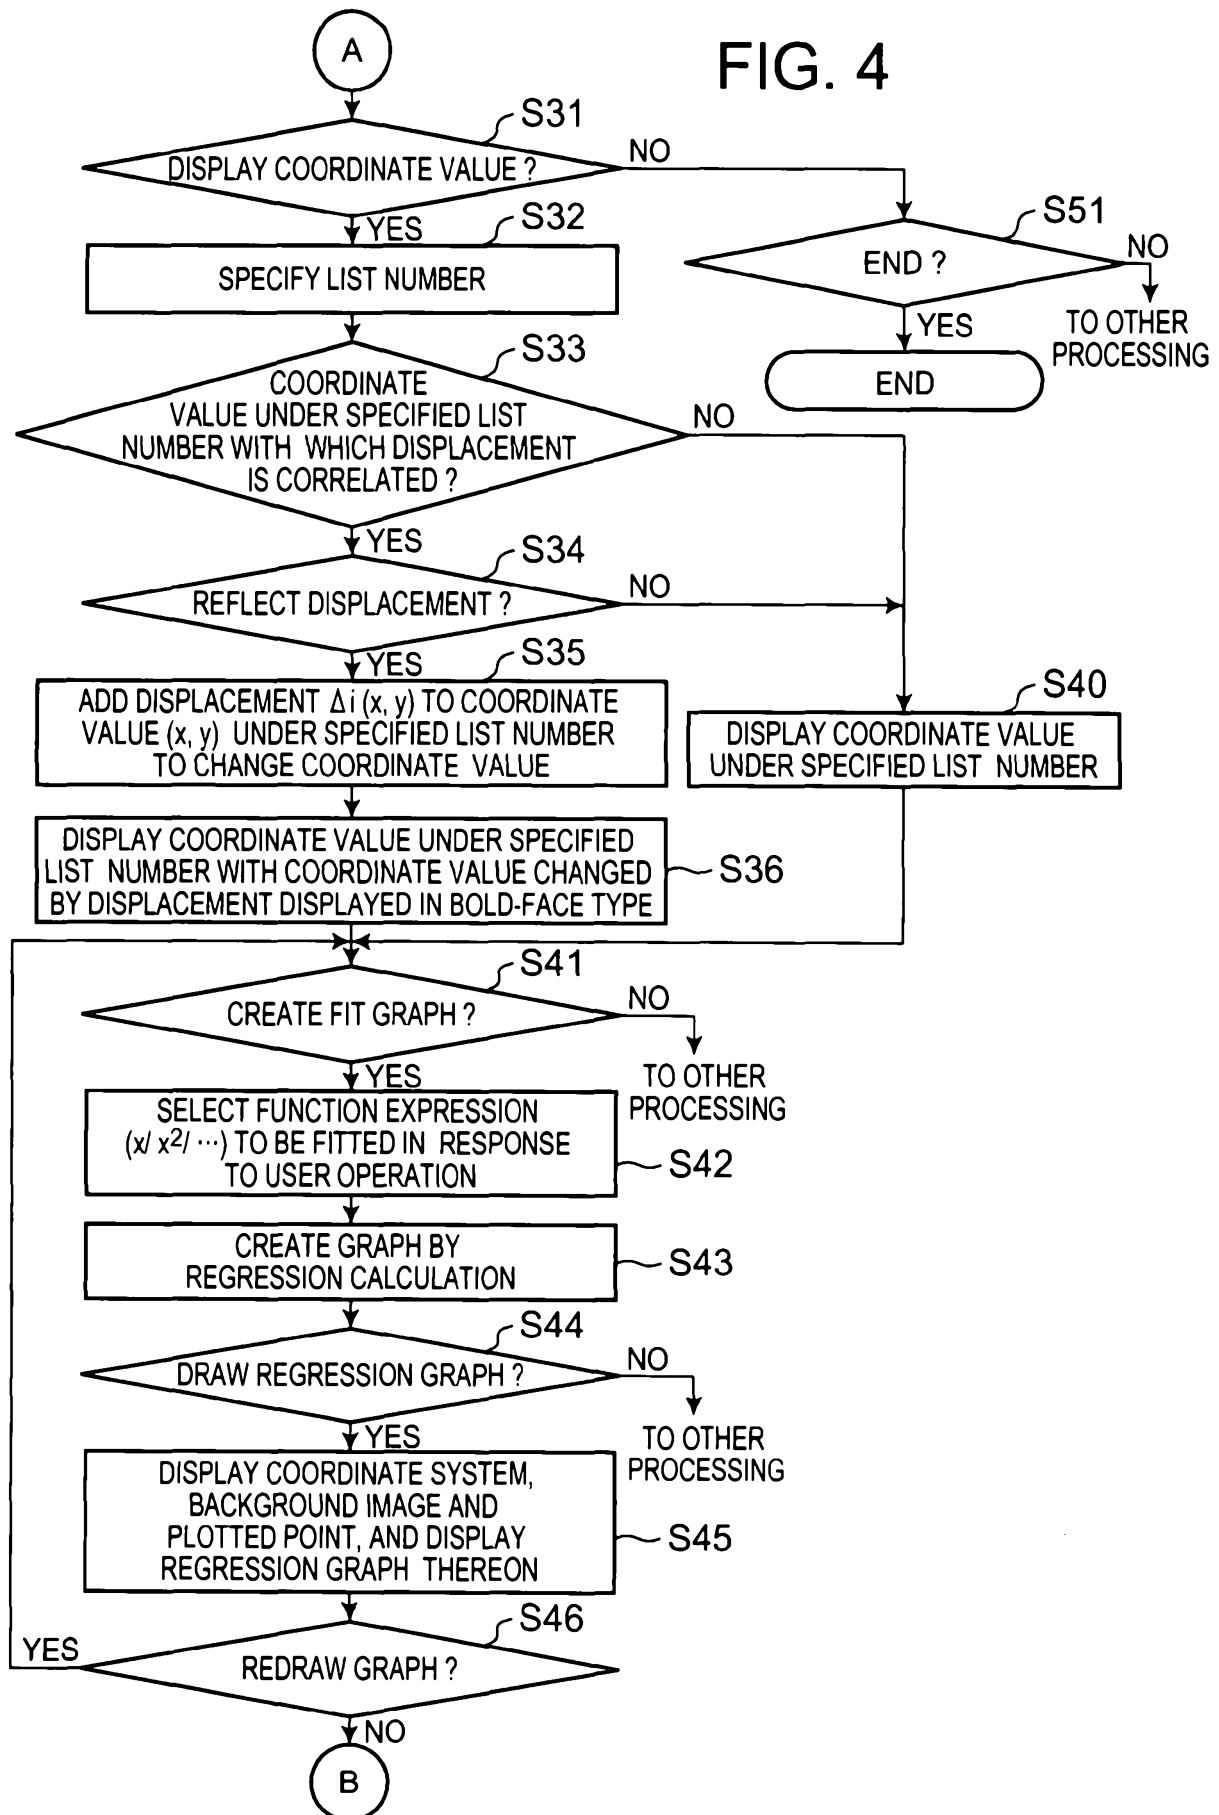 FIG. 4
A
S31
DISPLAY COORDINATE VALUE ?
NO
YES
S32
SPECIFY LIST NUMBER
S51
END ?
NO
TO OTHER
PROCESSING
YES
END
S33
COORDINATE
VALUE UNDER SPECIFIED LIST
NUMBER WITH WHICH DISPLACEMENT
IS CORRELATED ?
NO
YES
S34
REFLECT DISPLACEMENT ?
NO
YES
S35
ADD DISPLACEMENT Δi (x, y) TO COORDINATE
VALUE (x, y) UNDER SPECIFIED LIST NUMBER
TO CHANGE COORDINATE VALUE
S40
DISPLAY COORDINATE VALUE
UNDER SPECIFIED LIST NUMBER
DISPLAY COORDINATE VALUE UNDER SPECIFIED
LIST NUMBER WITH COORDINATE VALUE CHANGED
BY DISPLACEMENT DISPLAYED IN BOLD-FACE TYPE
S36
S41
CREATE FIT GRAPH ?
NO
TO OTHER
PROCESSING
YES
SELECT FUNCTION EXPRESSION
(x/ x²/ ⋯) TO BE FITTED IN RESPONSE
TO USER OPERATION
S42
CREATE GRAPH BY
REGRESSION CALCULATION
S43
S44
DRAW REGRESSION GRAPH ?
NO
TO OTHER
PROCESSING
YES
DISPLAY COORDINATE SYSTEM,
BACKGROUND IMAGE AND
PLOTTED POINT, AND DISPLAY
REGRESSION GRAPH THEREON
S45
S46
YES
REDRAW GRAPH ?
NO
B